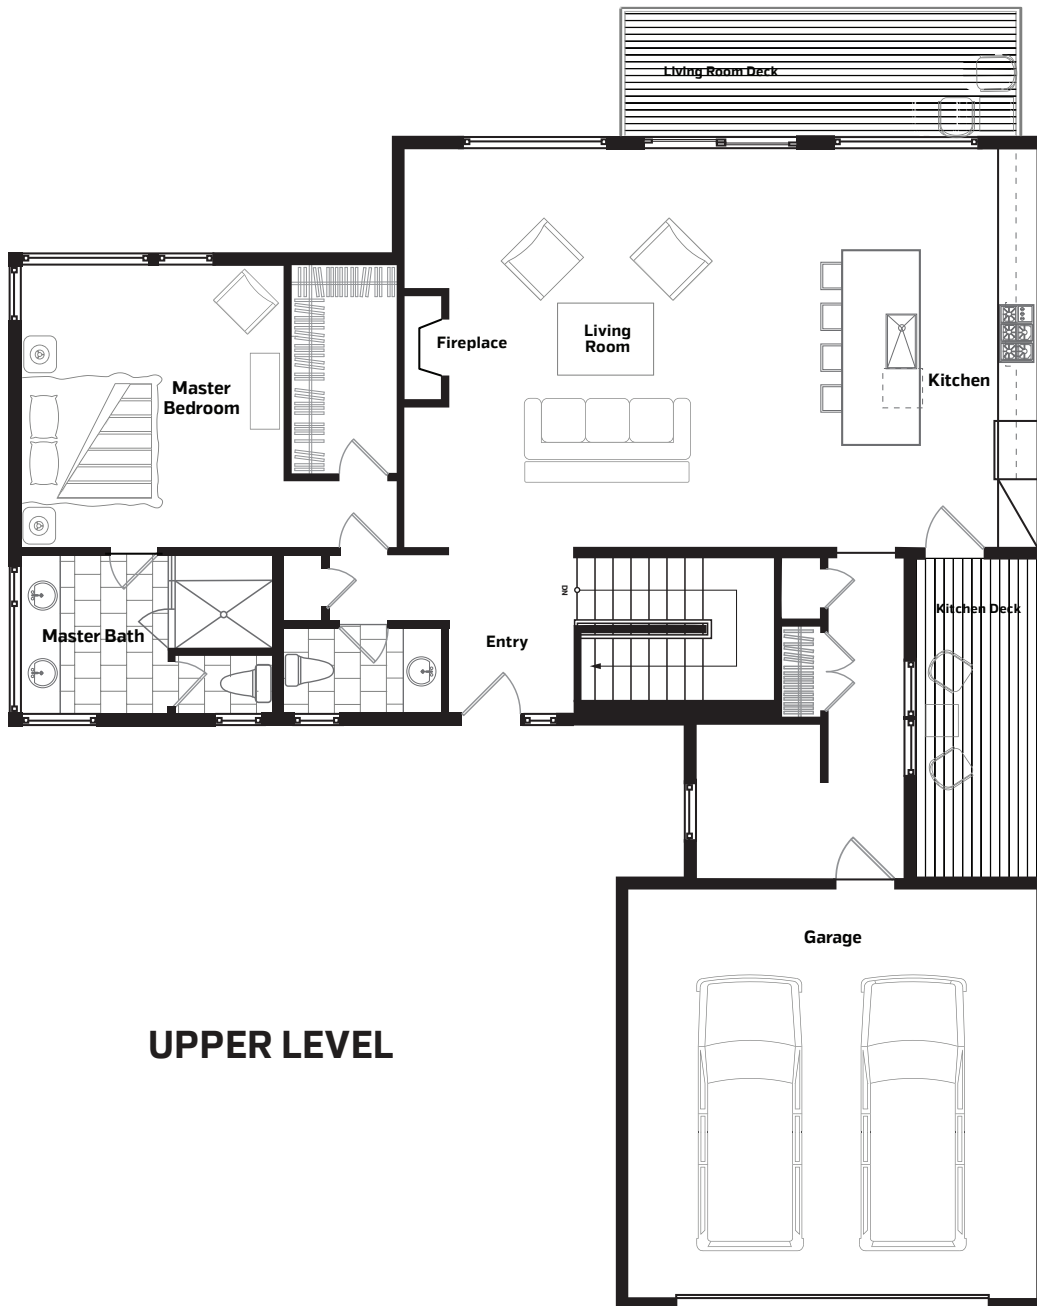 Living Room Deck
Living
Room
Fireplace
Kitchen
Master
Bedroom
DN
Kitchen Deck
Master Bath
Entry
Garage
UPPER LEVEL